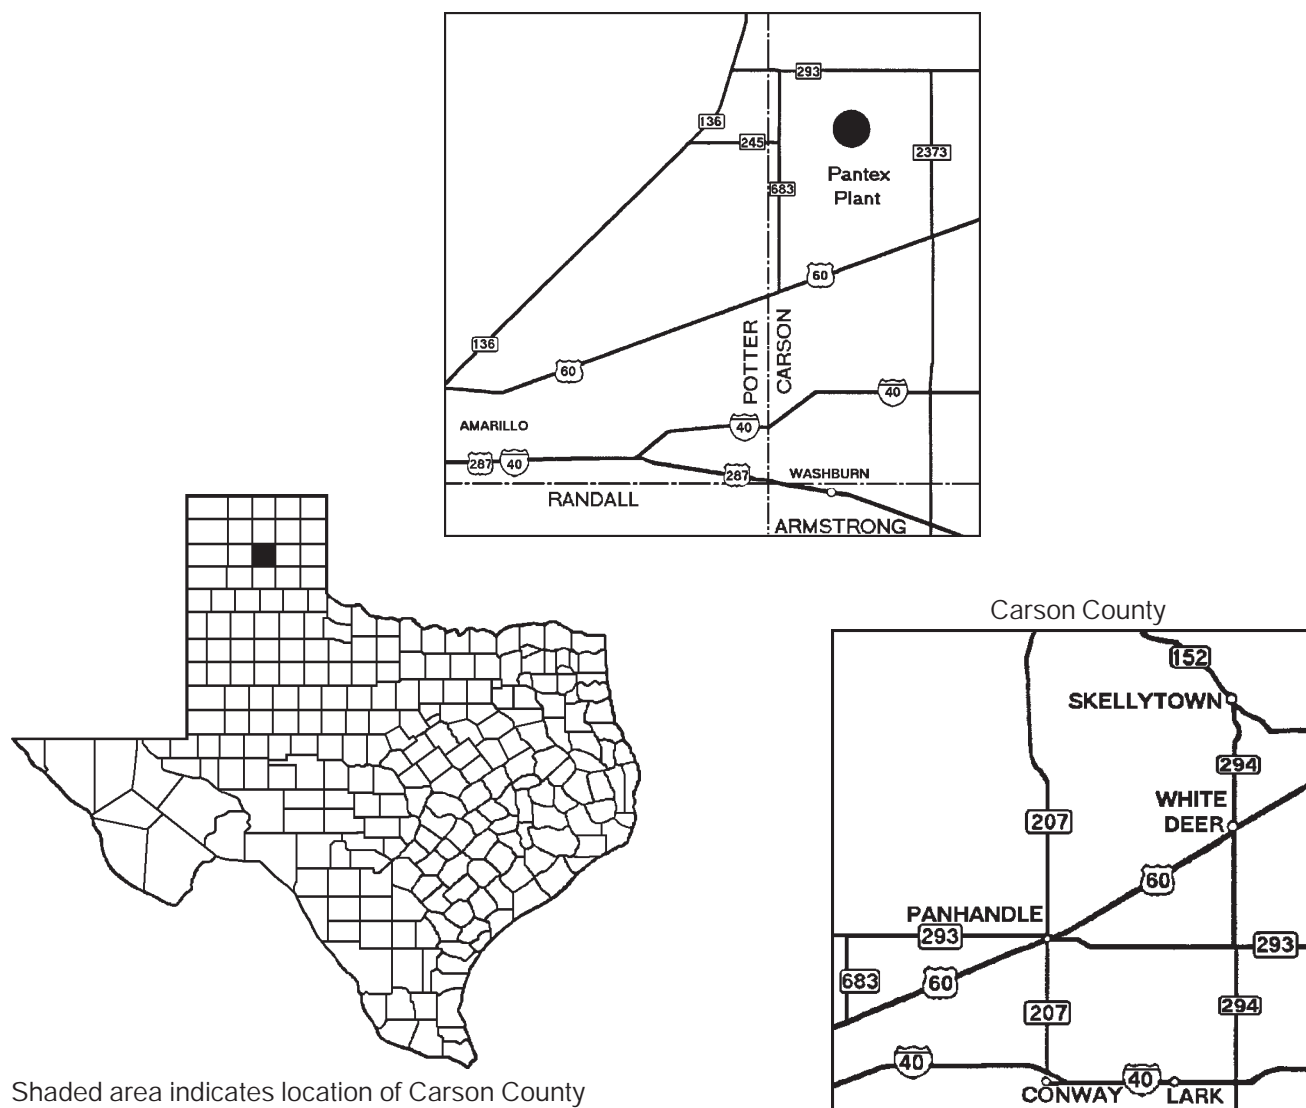 293
136
245
2373
683
Pantex
Plant
60
136
60
POTTER
CARSON
40
AMARILLO
40
287
40
287
WASHBURN
RANDALL
ARMSTRONG
Carson County
152
SKELLYTOWN
294
WHITE
DEER
207
60
PANHANDLE
293
293
683
60
207
294
40
40
CONWAY
LARK
Shaded area indicates location of Carson County